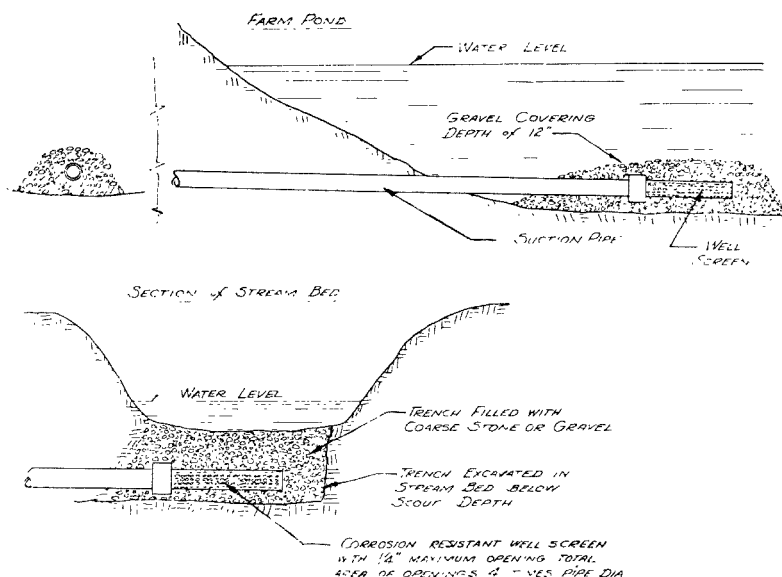 FARM POND
WATER LEVEL
GRAVEL COVERING
DEPTH of 12"
SUCTION PIPE
WELL
SCREEN
SECTION of STREAM BED
WATER LEVEL
TRENCH FILLED WITH
COARSE STONE OR GRAVEL
TRENCH EXCAVATED IN
STREAM BED BELOW
SCOUR DEPTH
CORROSION RESISTANT WELL SCREEN
WITH 1/4" MAXIMUM OPENING TOTAL
AREA OF OPENINGS 4 TIMES PIPE DIA